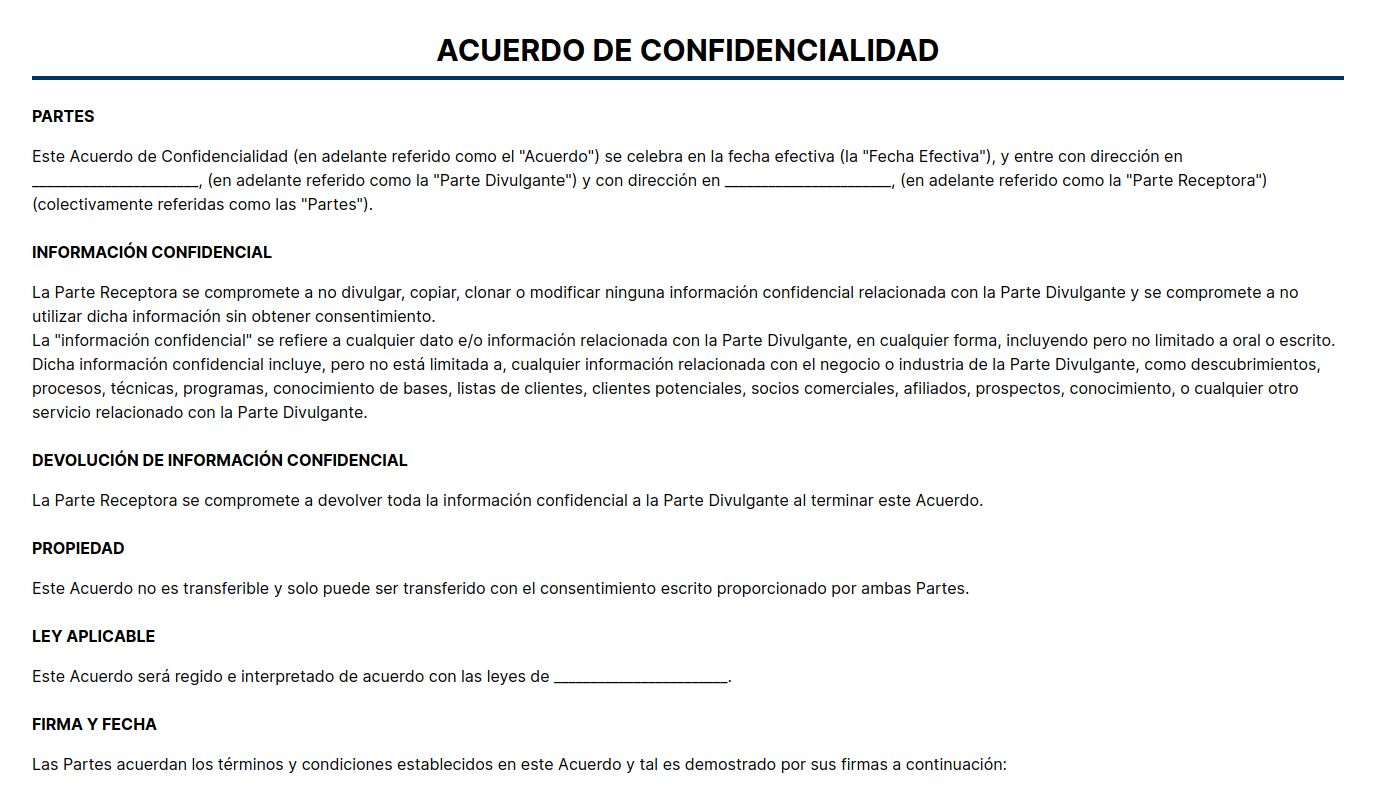 ACUERDO DE CONFIDENCIALIDAD
PARTES
Este Acuerdo de Confidencialidad (en adelante referido como el "Acuerdo") se celebra en la fecha efectiva (la "Fecha Efectiva"), y entre con dirección en
_______________________, (en adelante referido como la "Parte Divulgante") y con dirección en _______________________, (en adelante referido como la "Parte Receptora")
(colectivamente referidas como las "Partes").
INFORMACIÓN CONFIDENCIAL
La Parte Receptora se compromete a no divulgar, copiar, clonar o modificar ninguna información confidencial relacionada con la Parte Divulgante y se compromete a no
utilizar dicha información sin obtener consentimiento.
La "información confidencial" se refiere a cualquier dato e/o información relacionada con la Parte Divulgante, en cualquier forma, incluyendo pero no limitado a oral o escrito.
Dicha información confidencial incluye, pero no está limitada a, cualquier información relacionada con el negocio o industria de la Parte Divulgante, como descubrimientos,
procesos, técnicas, programas, conocimiento de bases, listas de clientes, clientes potenciales, socios comerciales, afiliados, prospectos, conocimiento, o cualquier otro
servicio relacionado con la Parte Divulgante.
DEVOLUCIÓN DE INFORMACIÓN CONFIDENCIAL
La Parte Receptora se compromete a devolver toda la información confidencial a la Parte Divulgante al terminar este Acuerdo.
PROPIEDAD
Este Acuerdo no es transferible y solo puede ser transferido con el consentimiento escrito proporcionado por ambas Partes.
LEY APLICABLE
Este Acuerdo será regido e interpretado de acuerdo con las leyes de ________________________.
FIRMA Y FECHA
Las Partes acuerdan los términos y condiciones establecidos en este Acuerdo y tal es demostrado por sus firmas a continuación: